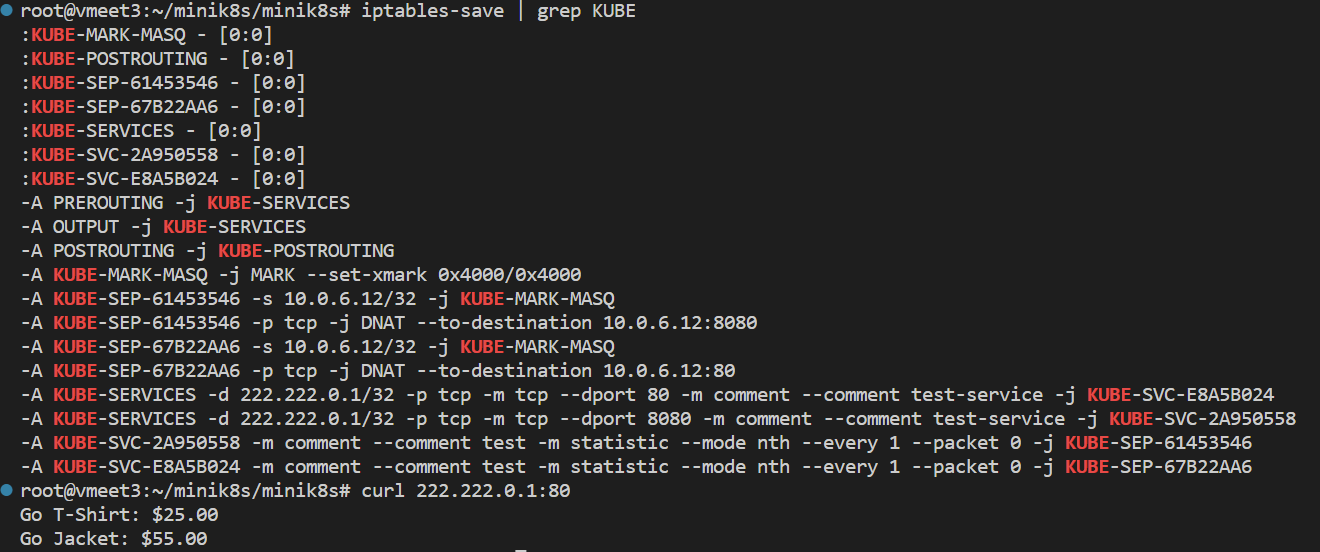 root@vmeet3:~/minik8s/minik8s# iptables-save | grep KUBE
:KUBE-MARK-MASQ - [0:0]
:KUBE-POSTROUTING - [0:0]
:KUBE-SEP-61453546 - [0:0]
:KUBE-SEP-67B22AA6 - [0:0]
:KUBE-SERVICES - [0:0]
:KUBE-SVC-2A950558 - [0:0]
:KUBE-SVC-E8A5B024 - [0:0]
-A PREROUTING -j KUBE-SERVICES
-A OUTPUT -j KUBE-SERVICES
-A POSTROUTING -j KUBE-POSTROUTING
-A KUBE-MARK-MASQ -j MARK --set-xmark 0x4000/0x4000
-A KUBE-SEP-61453546 -s 10.0.6.12/32 -j KUBE-MARK-MASQ
-A KUBE-SEP-61453546 -p tcp -j DNAT --to-destination 10.0.6.12:8080
-A KUBE-SEP-67B22AA6 -s 10.0.6.12/32 -j KUBE-MARK-MASQ
-A KUBE-SEP-67B22AA6 -p tcp -j DNAT --to-destination 10.0.6.12:80
-A KUBE-SERVICES -d 222.222.0.1/32 -p tcp -m tcp --dport 80 -m comment --comment test-service -j KUBE-SVC-E8A5B024
-A KUBE-SERVICES -d 222.222.0.1/32 -p tcp -m tcp --dport 8080 -m comment --comment test-service -j KUBE-SVC-2A950558
-A KUBE-SVC-2A950558 -m comment --comment test -m statistic --mode nth --every 1 --packet 0 -j KUBE-SEP-61453546
-A KUBE-SVC-E8A5B024 -m comment --comment test -m statistic --mode nth --every 1 --packet 0 -j KUBE-SEP-67B22AA6
root@vmeet3:~/minik8s/minik8s# curl 222.222.0.1:80
Go T-Shirt: $25.00
Go Jacket: $55.00